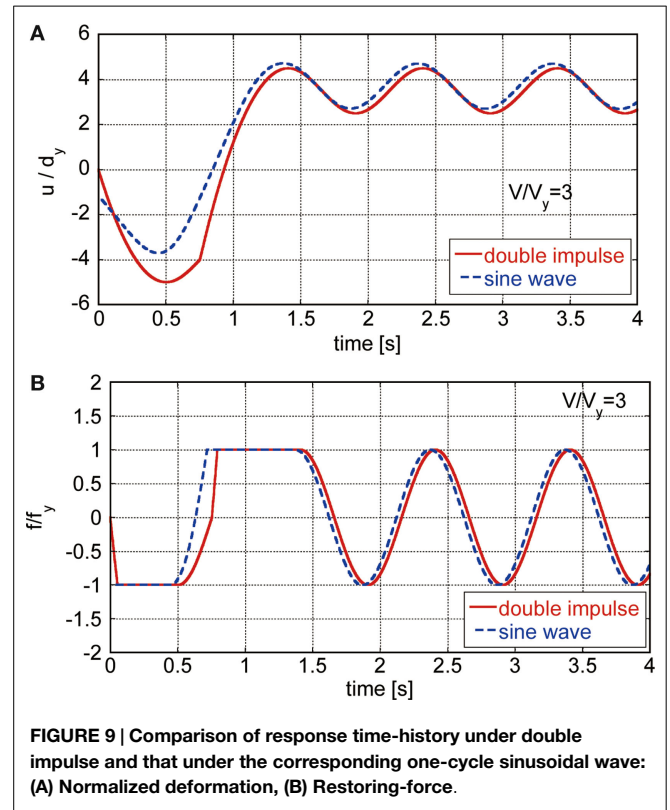 A
6
4
2
0
-2
-4
-6
u / d_y
V/V_y=3
double impulse
sine wave
0 0.5 1 1.5 2 2.5 3 3.5 4
time [s]
B
2
1.5
1
0.5
0
-0.5
-1
-1.5
-2
f/f_y
V/V_y=3
double impulse
sine wave
0 0.5 1 1.5 2 2.5 3 3.5 4
time [s]
FIGURE 9 | Comparison of response time-history under double
impulse and that under the corresponding one-cycle sinusoidal wave:
(A) Normalized deformation, (B) Restoring-force.